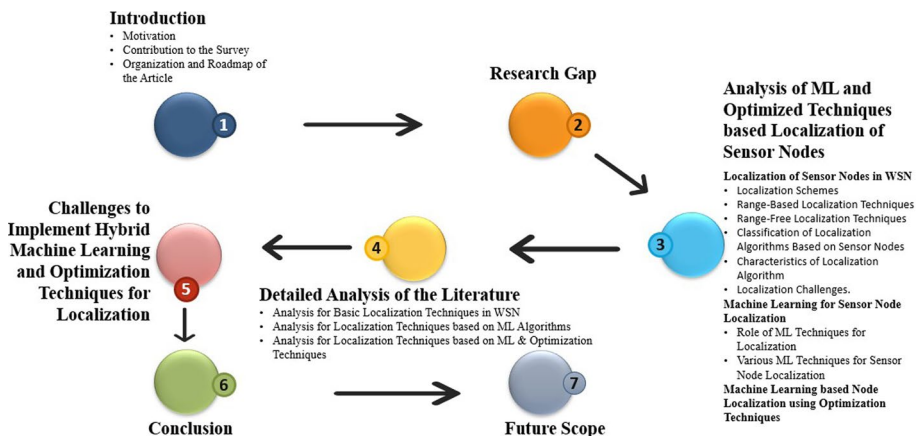 Introduction
• Motivation
• Contribution to the Survey
• Organization and Roadmap of
the Article
1
Research Gap
2
Analysis of ML and
Optimized Techniques
based Localization of
Sensor Nodes
Localization of Sensor Nodes in WSN
• Localization Schemes
• Range-Based Localization Techniques
• Range-Free Localization Techniques
• Classification of Localization
Algorithms Based on Sensor Nodes
• Characteristics of Localization
Algorithm
• Localization Challenges.
Machine Learning for Sensor Node
Localization
• Role of ML Techniques for
Localization
• Various ML Techniques for Sensor
Node Localization
Machine Learning based Node
Localization using Optimization
Techniques
3
4
Detailed Analysis of the Literature
• Analysis for Basic Localization Techniques in WSN
• Analysis for Localization Techniques based on ML Algorithms
• Analysis for Localization Techniques based on ML & Optimization
Techniques
Challenges to
Implement Hybrid
Machine Learning
and Optimization
Techniques for
Localization
5
6
Conclusion
7
Future Scope